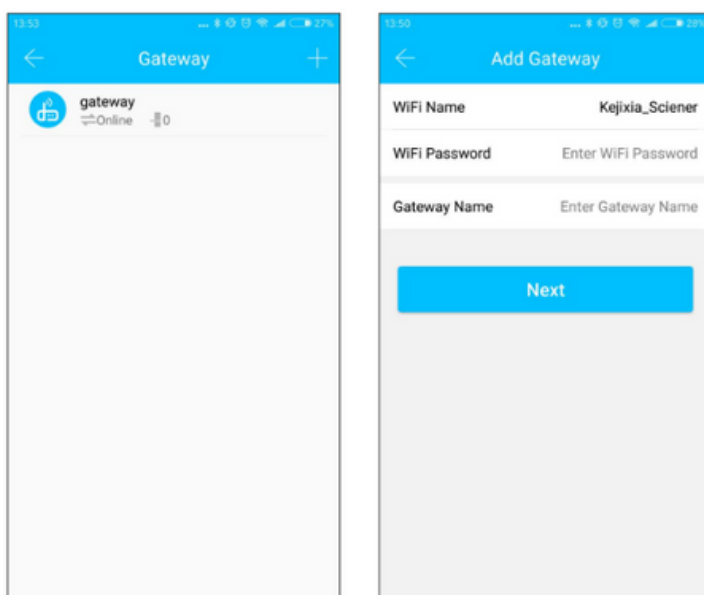 13:53
... 27%
Gateway
gateway
Online
0
13:50
... 28%
Add Gateway
WiFi Name Kejixia_Sciener
WiFi Password Enter WiFi Password
Gateway Name Enter Gateway Name
Next